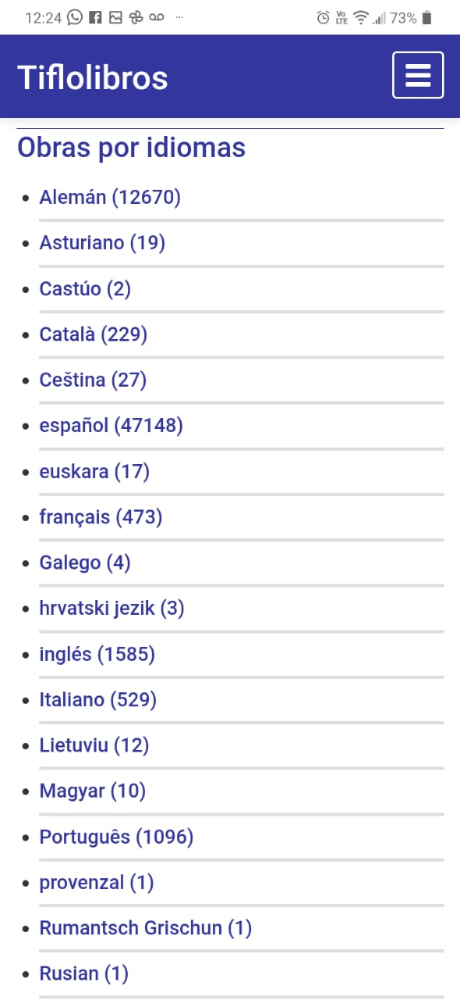 12:24 ... Vo LTE 73%
Tiflolibros
Obras por idiomas
Alemán (12670)
Asturiano (19)
Castúo (2)
Català (229)
Ceština (27)
español (47148)
euskara (17)
français (473)
Galego (4)
hrvatski jezik (3)
inglés (1585)
Italiano (529)
Lietuviu (12)
Magyar (10)
Português (1096)
provenzal (1)
Rumantsch Grischun (1)
Rusian (1)